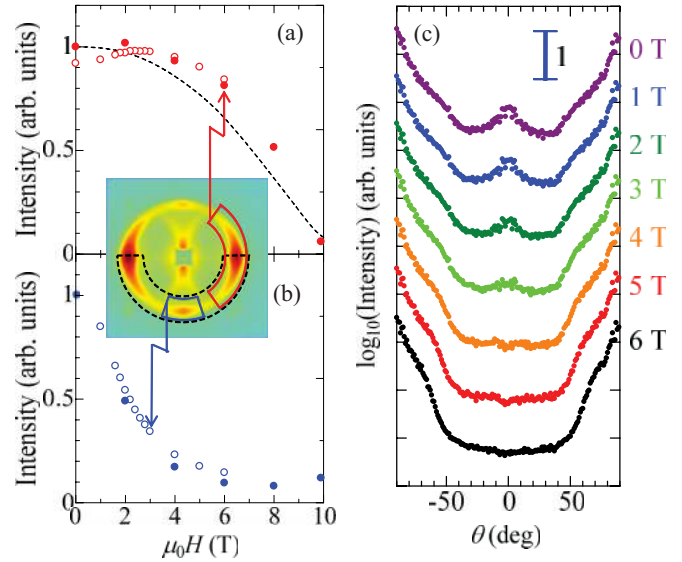 (a)
Intensity (arb. units)
1
0.5
0
(b)
Intensity (arb. units)
1
0.5
0
0 2 4 6 8 10
μ0H (T)
(c)
1
log10(Intensity) (arb. units)
0 T
1 T
2 T
3 T
4 T
5 T
6 T
-50 0 50
θ (deg)